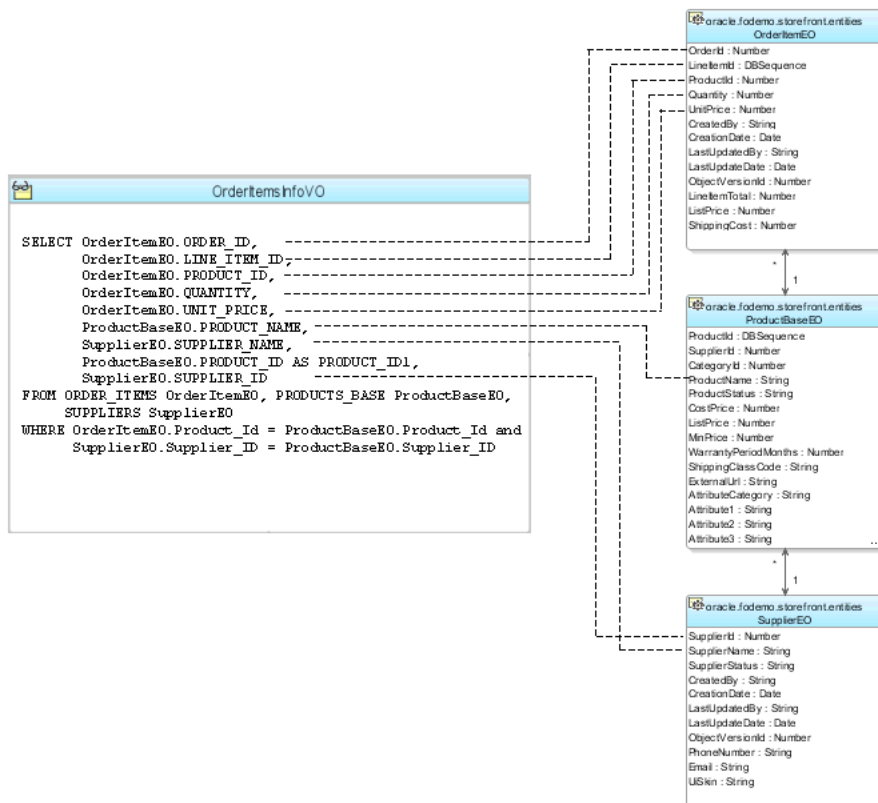 OrderItemsInfoVO
SELECT OrderItemEO.ORDER_ID,
OrderItemEO.LINE_ITEM_ID,
OrderItemEO.PRODUCT_ID,
OrderItemEO.QUANTITY,
OrderItemEO.UNIT_PRICE,
ProductBaseEO.PRODUCT_NAME,
SupplierEO.SUPPLIER_NAME,
ProductBaseEO.PRODUCT_ID AS PRODUCT_ID1,
SupplierEO.SUPPLIER_ID
FROM ORDER_ITEMS OrderItemEO, PRODUCTS_BASE ProductBaseEO,
SUPPLIERS SupplierEO
WHERE OrderItemEO.Product_Id = ProductBaseEO.Product_Id and
SupplierEO.Supplier_ID = ProductBaseEO.Supplier_ID
oracle.fodemo.storefront.entities
OrderItemEO
OrderId : Number
LineItemId : DBSequence
ProductId : Number
Quantity : Number
UnitPrice : Number
CreatedBy : String
CreationDate : Date
LastUpdatedBy : String
LastUpdateDate : Date
ObjectVersionId : Number
LineItemTotal : Number
ListPrice : Number
ShippingCost : Number
*
1
oracle.fodemo.storefront.entities
ProductBaseEO
ProductId : DBSequence
SupplierId : Number
CategoryId : Number
ProductName : String
ProductStatus : String
CostPrice : Number
ListPrice : Number
MinPrice : Number
WarrantyPeriodMonths : Number
ShippingClassCode : String
ExternalUrl : String
AttributeCategory : String
Attribute1 : String
Attribute2 : String
Attribute3 : String
...
*
1
oracle.fodemo.storefront.entities
SupplierEO
SupplierId : Number
SupplierName : String
SupplierStatus : String
CreatedBy : String
CreationDate : Date
LastUpdatedBy : String
LastUpdateDate : Date
ObjectVersionId : Number
PhoneNumber : String
Email : String
UiSkin : String